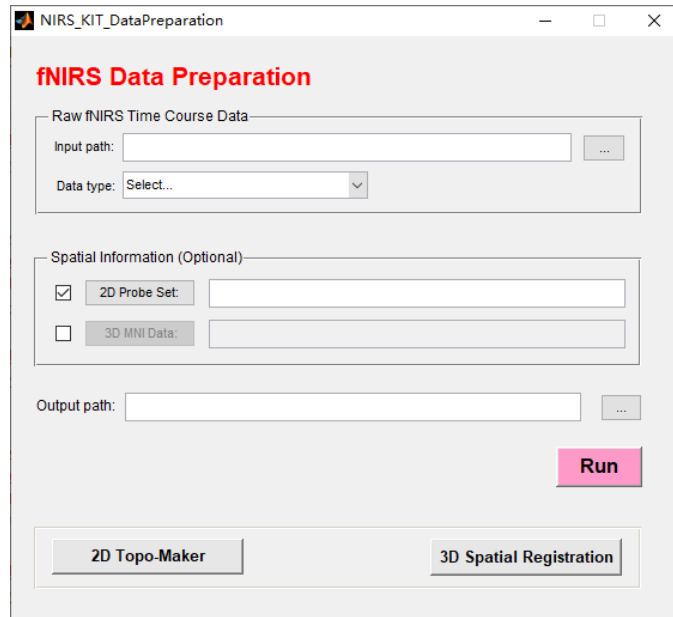 NIRS_KIT_DataPreparation
fNIRS Data Preparation
Raw fNIRS Time Course Data
Input path:
...
Data type: Select...
Spatial Information (Optional)
2D Probe Set:
3D MNI Data:
Output path:
...
Run
2D Topo-Maker
3D Spatial Registration